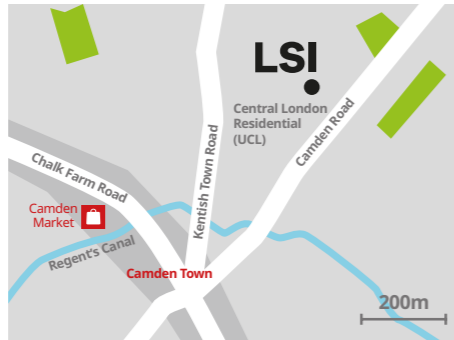 LSI
Central London
Residential
(UCL)
Camden Road
Kentish Town Road
Chalk Farm Road
Camden
Market
Regent's Canal
Camden Town
200m